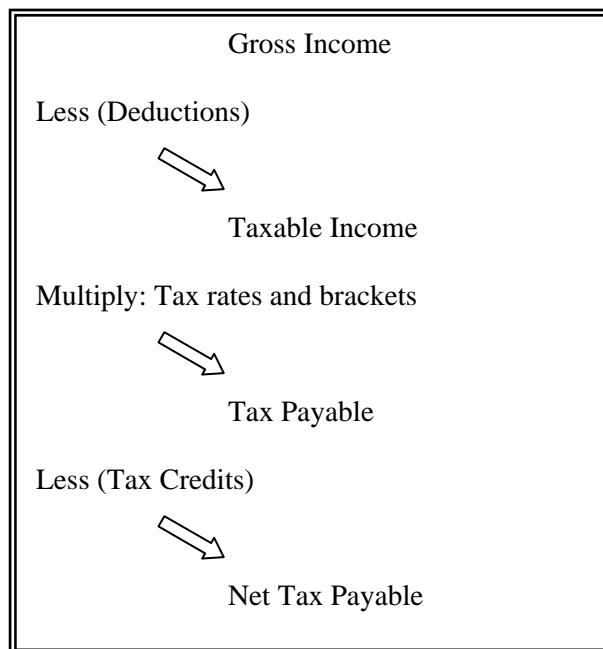 Gross Income
Less (Deductions)
Taxable Income
Multiply: Tax rates and brackets
Tax Payable
Less (Tax Credits)
Net Tax Payable